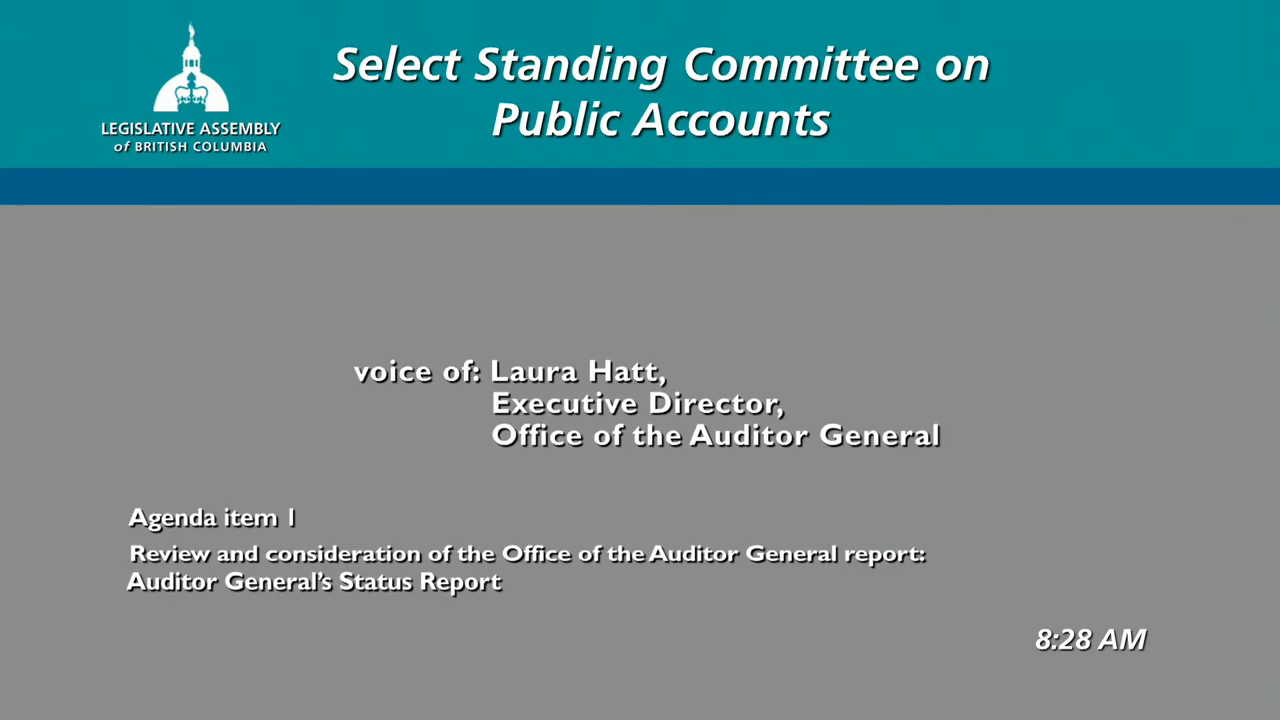 Select Standing Committee on
Public Accounts
LEGISLATIVE ASSEMBLY
of BRITISH COLUMBIA
voice of: Laura Hatt,
Executive Director,
Office of the Auditor General
Agenda item 1
Review and consideration of the Office of the Auditor General report:
Auditor General's Status Report
8:28 AM